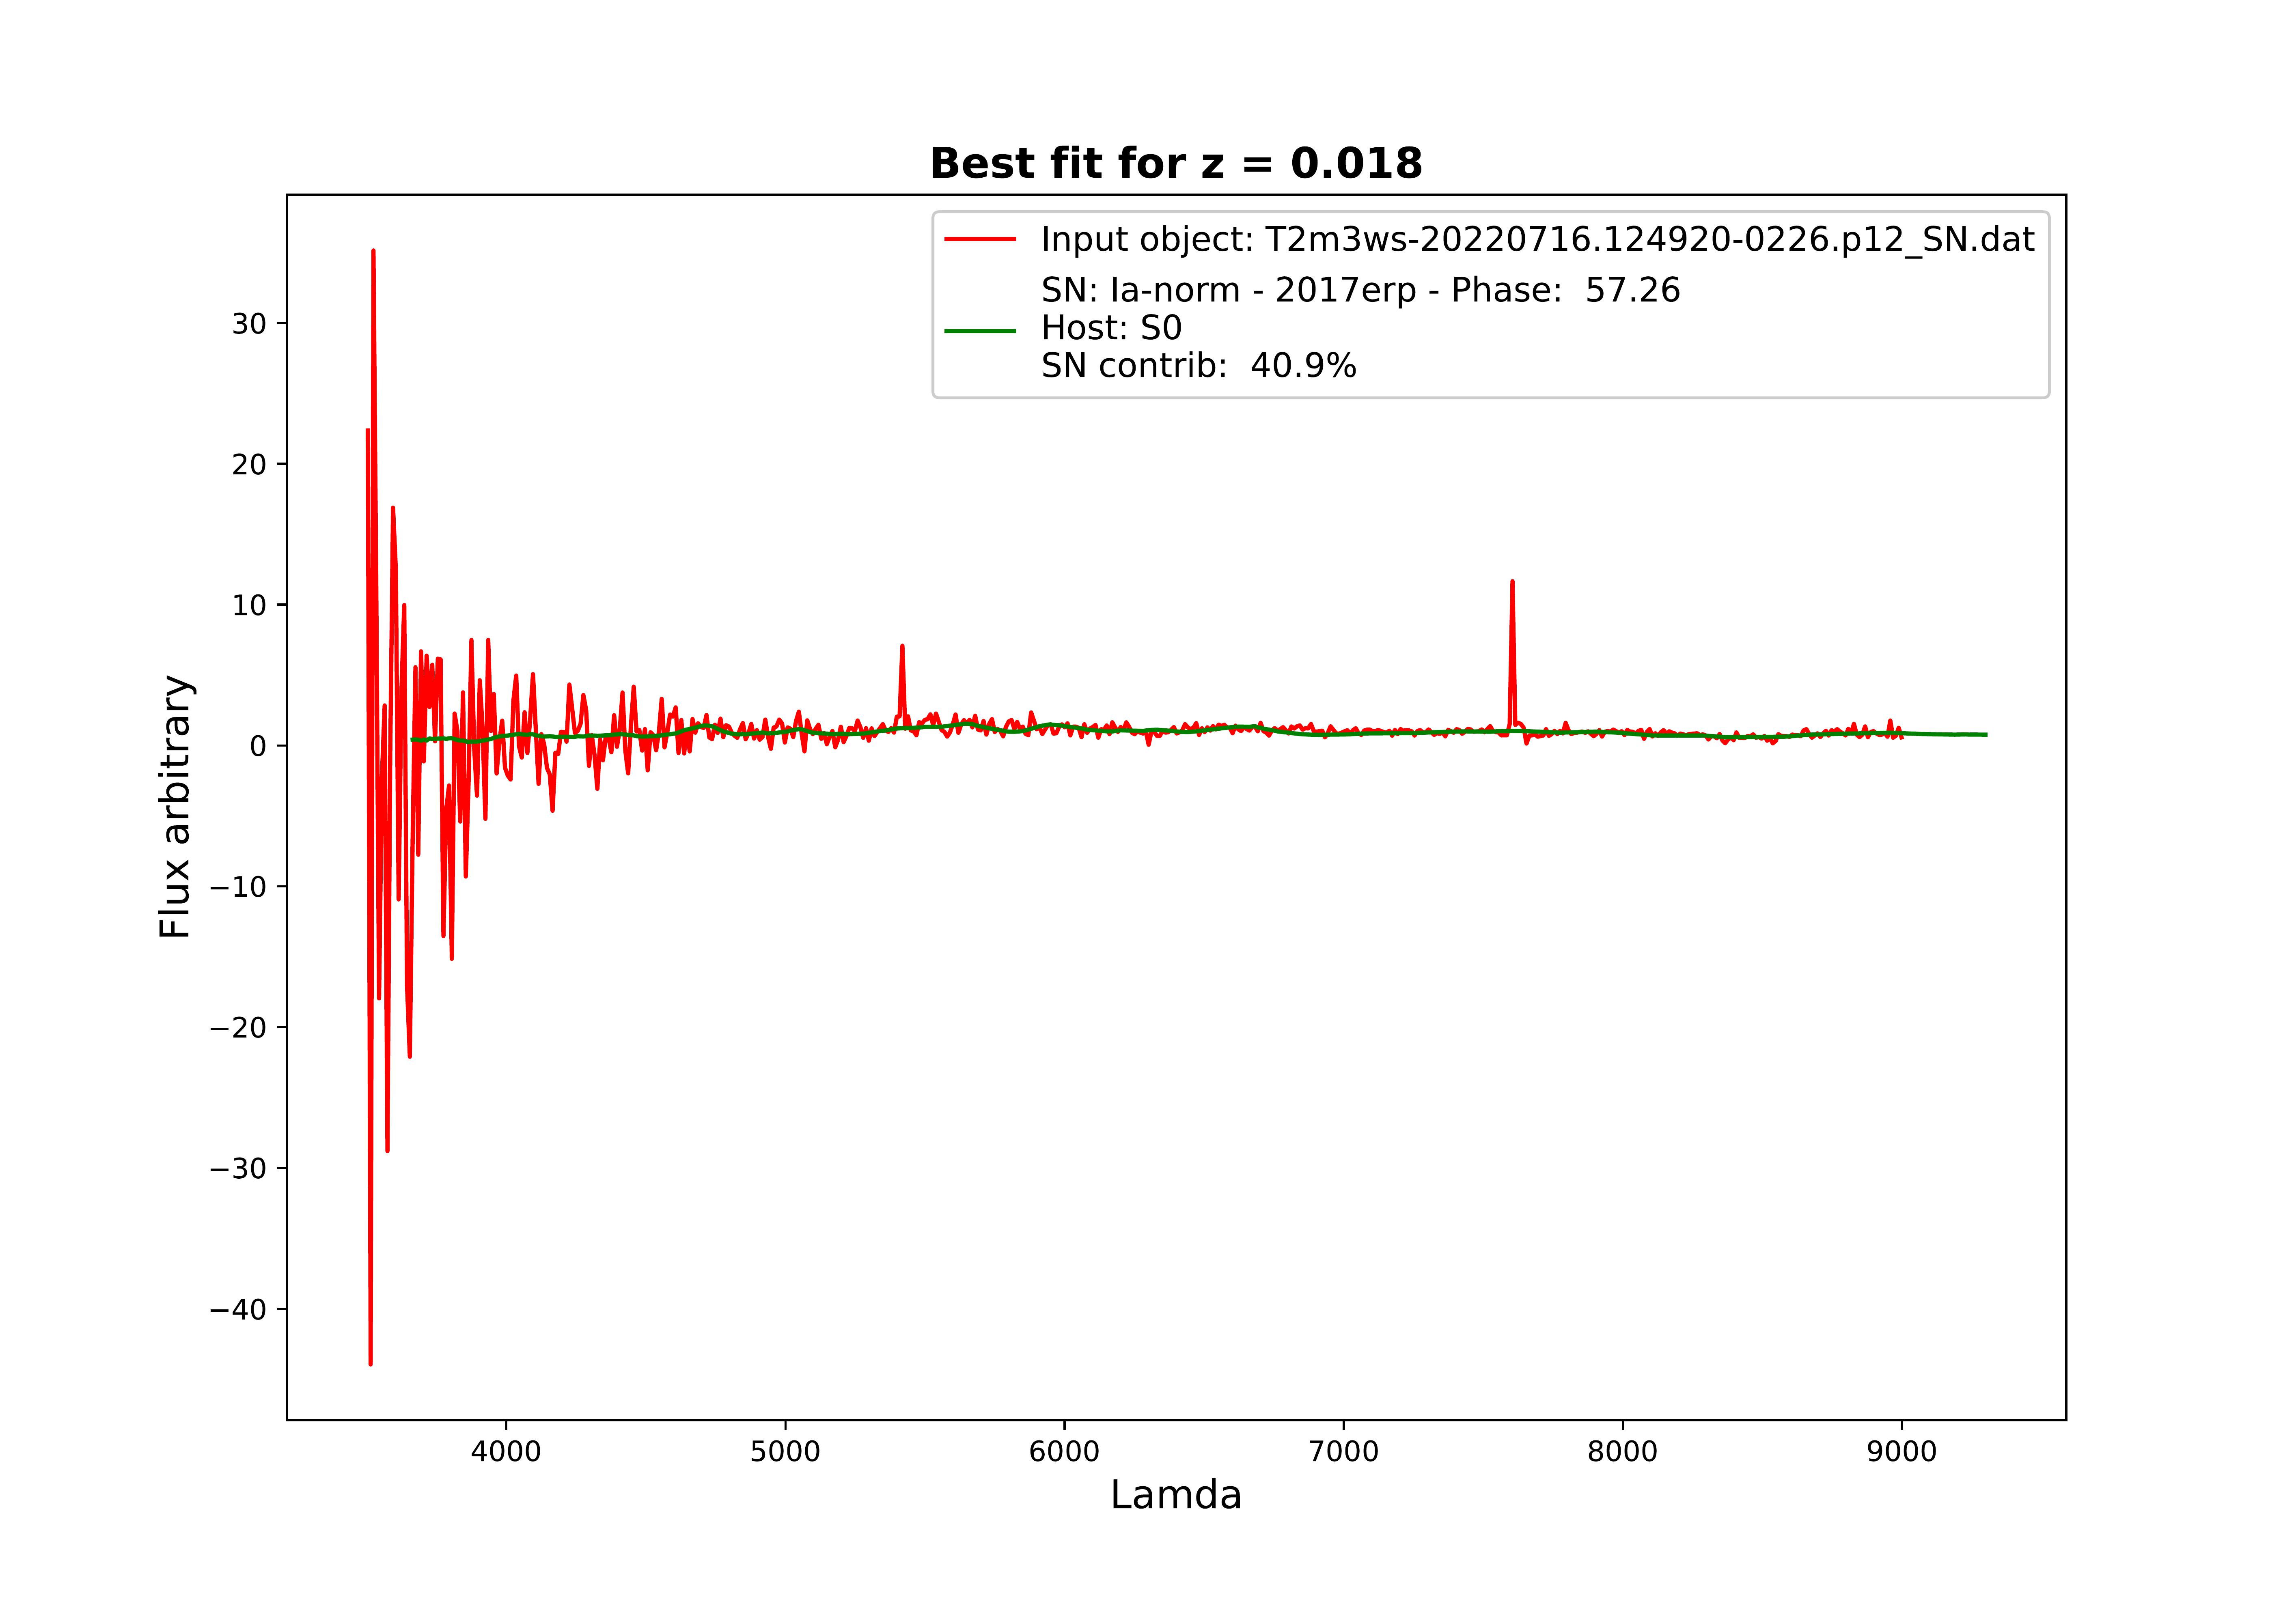 Best fit for z = 0.018
Input object: T2m3ws-20220716.124920-0226.p12_SN.dat
SN: Ia-norm - 2017erp - Phase:  57.26
Host: S0
SN contrib:  40.9%
Flux arbitrary
30
20
10
0
−10
−20
−30
−40
4000 5000 6000 7000 8000 9000
Lamda